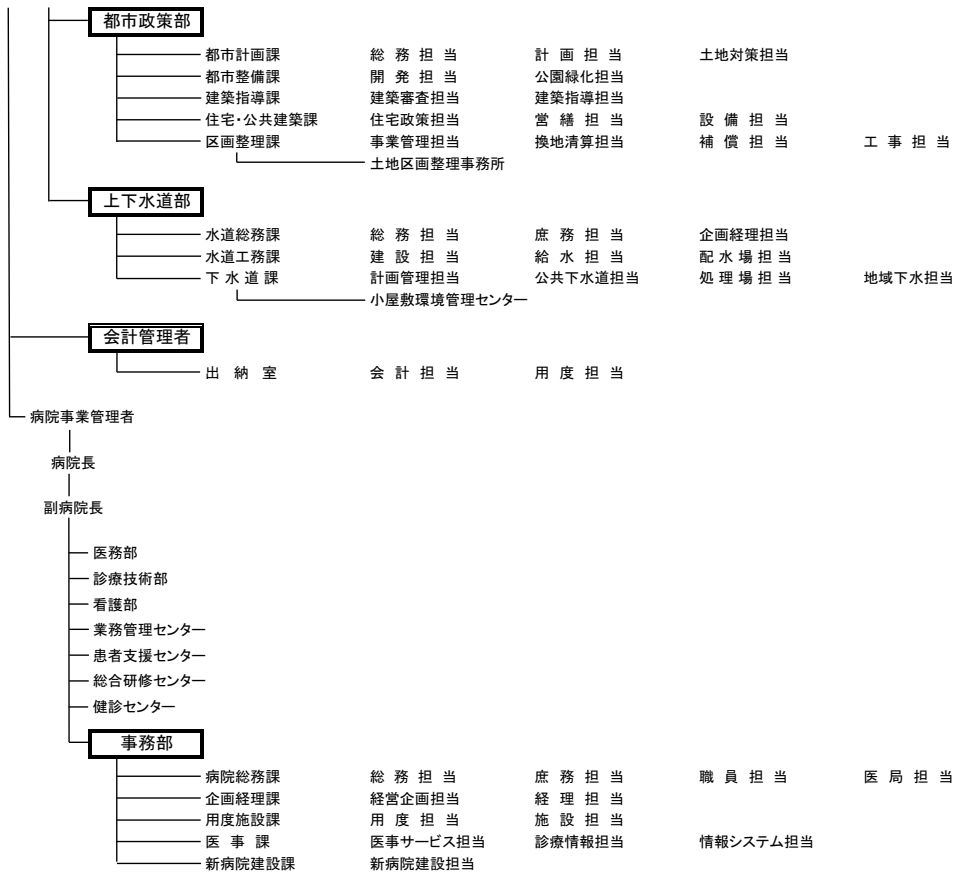 都市政策部
都市計画課 総務担当 計画担当 土地対策担当
都市整備課 開発担当 公園緑化担当
建築指導課 建築審査担当 建築指導担当
住宅・公共建築課 住宅政策担当 営繕担当 設備担当
区画整理課 事業管理担当 換地清算担当 補償担当 工事担当
土地区画整理事務所
上下水道部
水道総務課 総務担当 庶務担当 企画経理担当
水道工務課 建設担当 給水担当 配水場担当
下水道課 計画管理担当 公共下水道担当 処理場担当 地域下水担当
小屋敷環境管理センター
会計管理者
出納室 会計担当 用度担当
病院事業管理者
病院長
副病院長
医務部
診療技術部
看護部
業務管理センター
患者支援センター
総合研修センター
健診センター
事務部
病院総務課 総務担当 庶務担当 職員担当 医局担当
企画経理課 経営企画担当 経理担当
用度施設課 用度担当 施設担当
医事課 医事サービス担当 診療情報担当 情報システム担当
新病院建設課 新病院建設担当